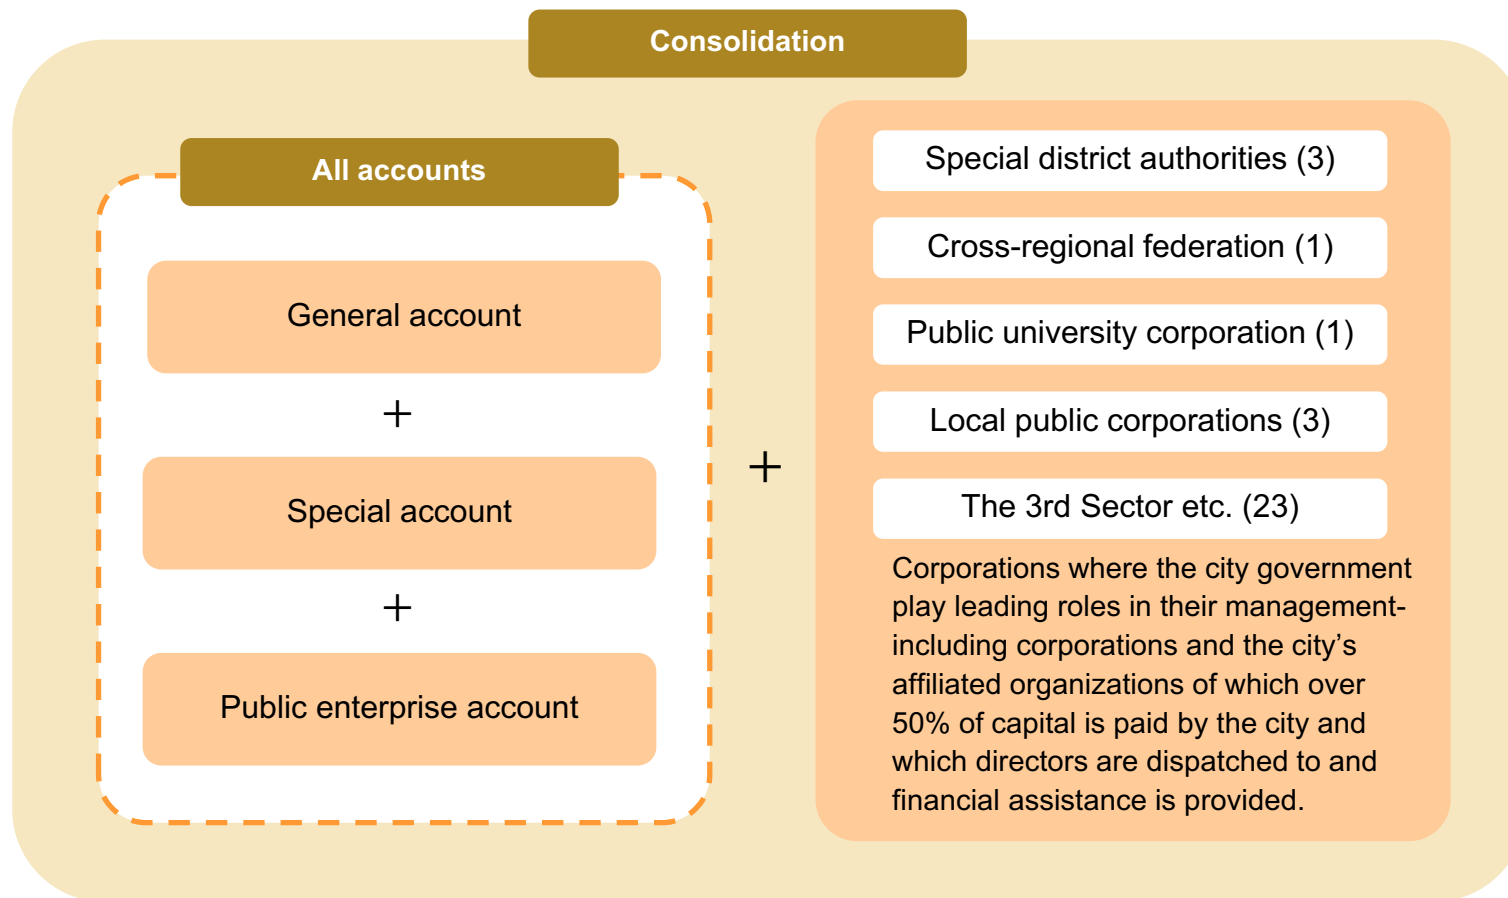 Consolidation
All accounts
General account
+
Special account
+
Public enterprise account
+
Special district authorities (3)
Cross-regional federation (1)
Public university corporation (1)
Local public corporations (3)
The 3rd Sector etc. (23)
Corporations where the city government
play leading roles in their management-
including corporations and the city’s
affiliated organizations of which over
50% of capital is paid by the city and
which directors are dispatched to and
financial assistance is provided.